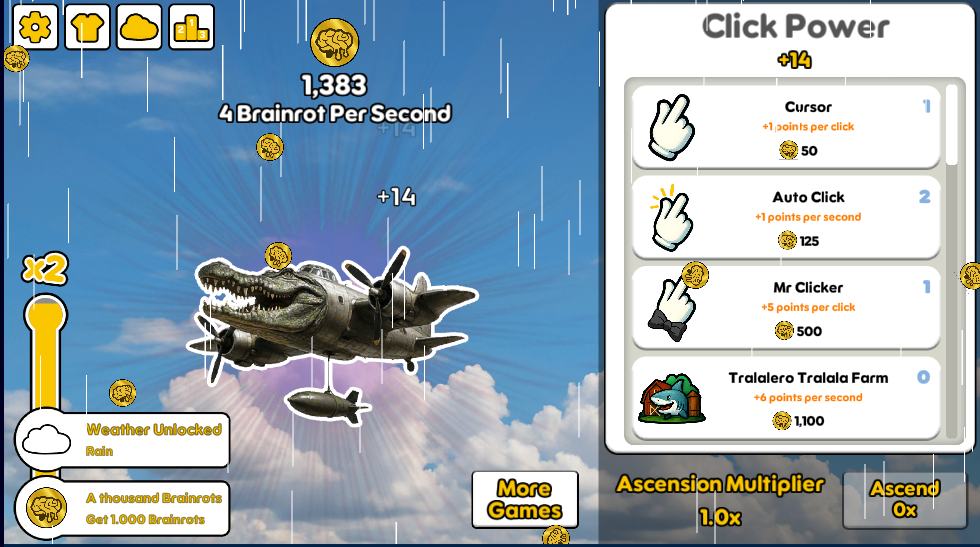 1,383
4 Brainrot Per Second
+14
+14
x2
Weather Unlocked
Rain
A thousand Brainrots
Get 1.000 Brainrots
More
Games
Click Power
+14
Cursor
1
+1 points per click
50
Auto Click
2
+1 points per second
125
Mr Clicker
1
+5 points per click
500
Tralalero Tralala Farm
0
+6 points per second
1,100
Ascension Multiplier
1.0x
Ascend
0x
2
1
3